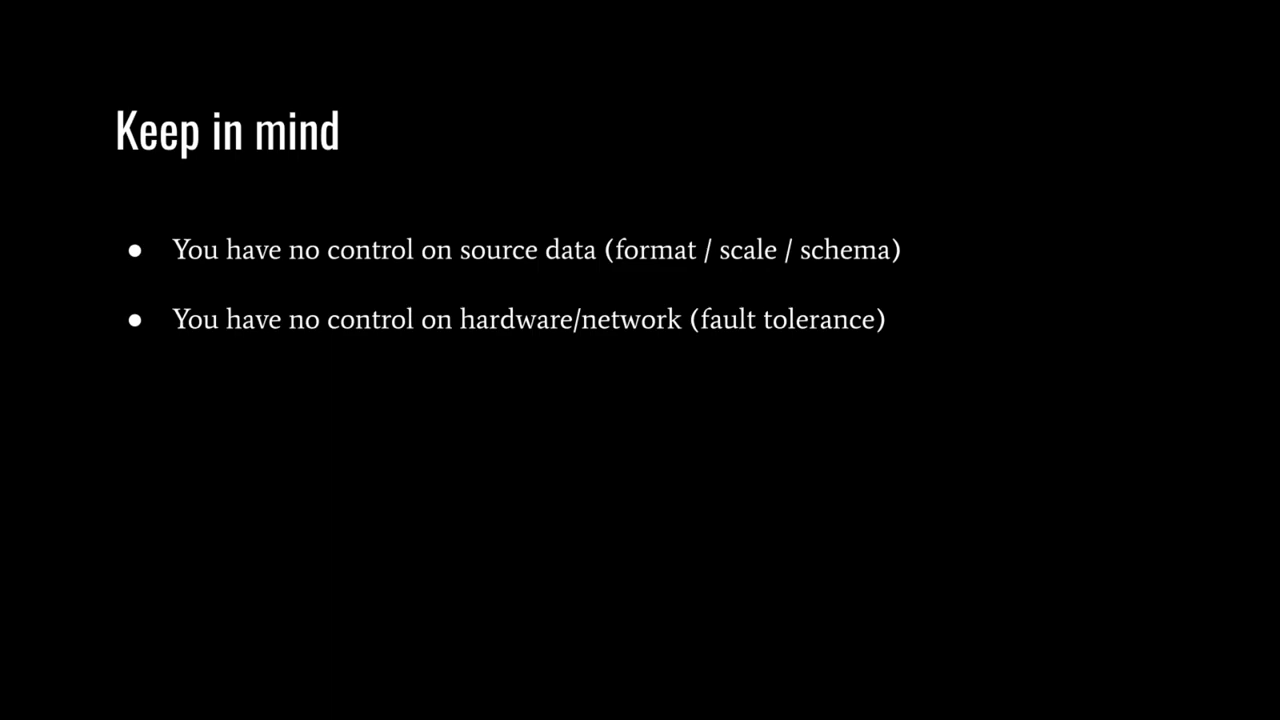 Keep in mind
● You have no control on source data (format / scale / schema)
● You have no control on hardware/network (fault tolerance)